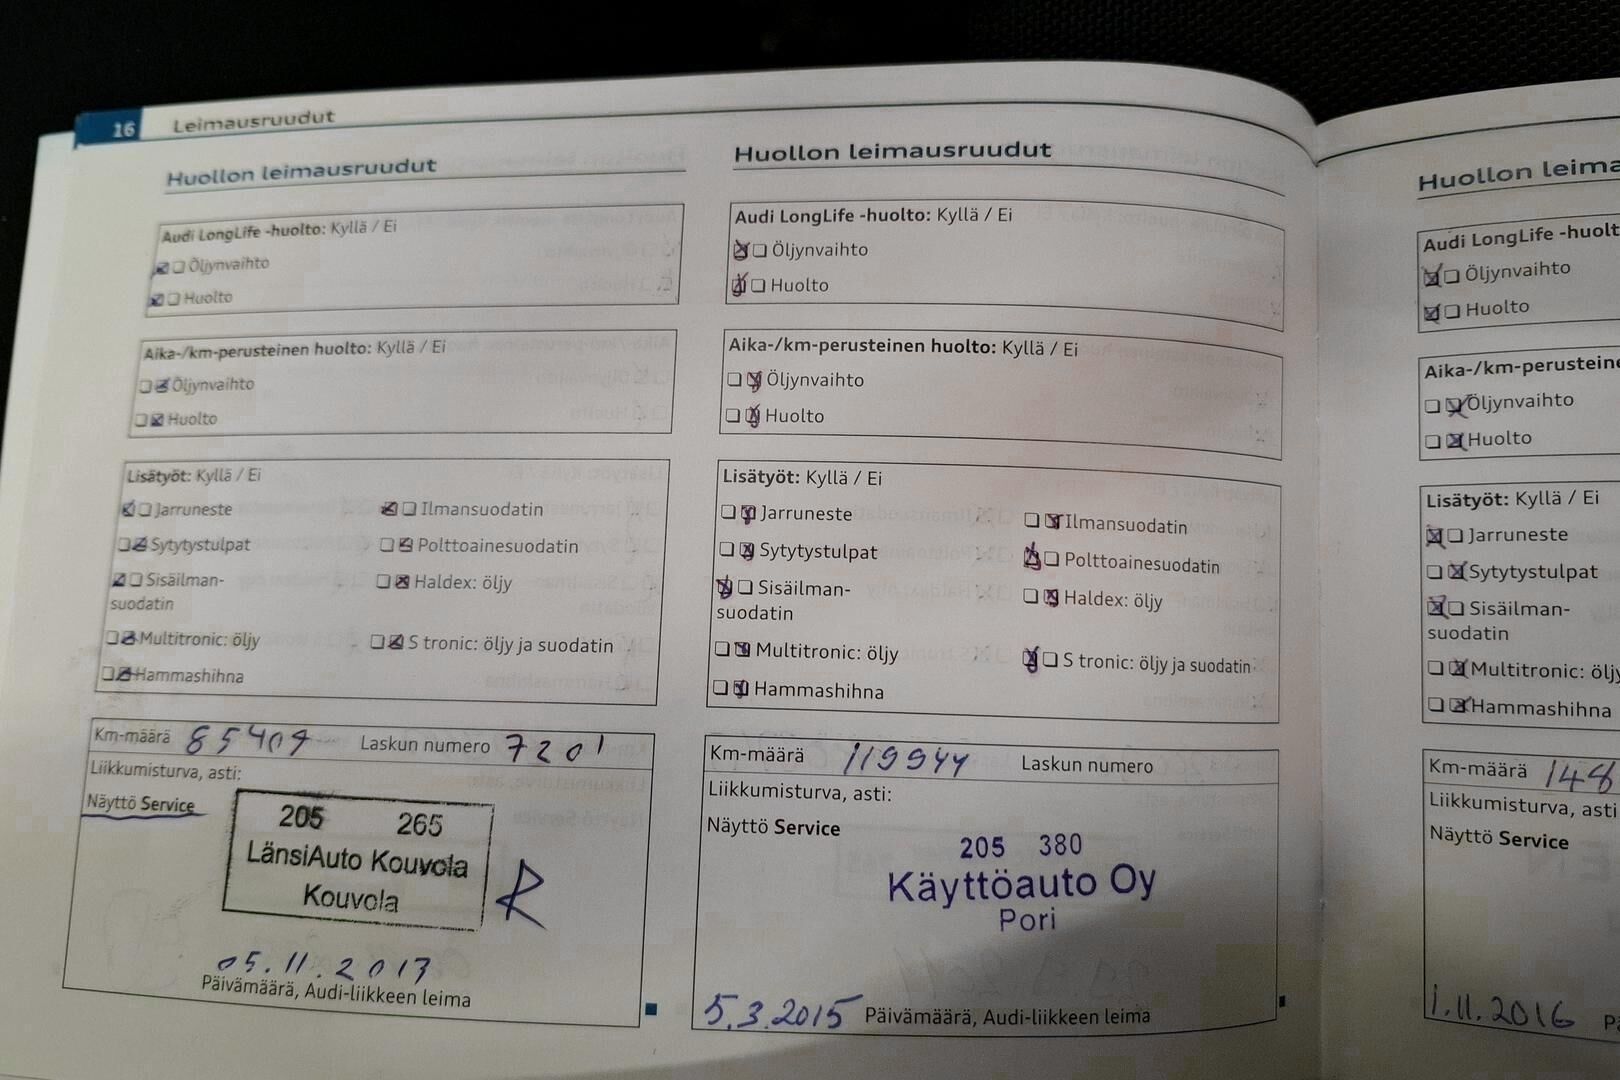 16 Leimausruudut
Huollon leimausruudut
Audi LongLife -huolto: Kyllä / Ei
Öljynvaihto
Huolto
Aika-/km-perusteinen huolto: Kyllä / Ei
Öljynvaihto
Huolto
Lisätyöt: Kyllä / Ei
Jarruneste Ilmansuodatin
Sytytystulpat Polttoainesuodatin
Sisäilman- Haldex: öljy
suodatin
Multitronic: öljy S tronic: öljy ja suodatin
Hammashihna
Km-määrä 85409 Laskun numero 7201
Liikkumisturva, asti:
Näyttö Service
205 265
LänsiAuto Kouvola
Kouvola
R
05.11.2013
Päivämäärä, Audi-liikkeen leima
Huollon leimausruudut
Audi LongLife -huolto: Kyllä / Ei
Öljynvaihto
Huolto
Aika-/km-perusteinen huolto: Kyllä / Ei
Öljynvaihto
Huolto
Lisätyöt: Kyllä / Ei
Jarruneste Ilmansuodatin
Sytytystulpat Polttoainesuodatin
Sisäilman- Haldex: öljy
suodatin
Multitronic: öljy S tronic: öljy ja suodatin
Hammashihna
Km-määrä 119944 Laskun numero
Liikkumisturva, asti:
Näyttö Service
205 380
Käyttöauto Oy
Pori
5.3.2015 Päivämäärä, Audi-liikkeen leima
Huollon leima
Audi LongLife -huolt
Öljynvaihto
Huolto
Aika-/km-perusteine
Öljynvaihto
Huolto
Lisätyöt: Kyllä / Ei
Jarruneste
Sytytystulpat
Sisäilman-
suodatin
Multitronic: öljy
Hammashihna
Km-määrä 148
Liikkumisturva, asti
Näyttö Service
1.11.2016 Pä